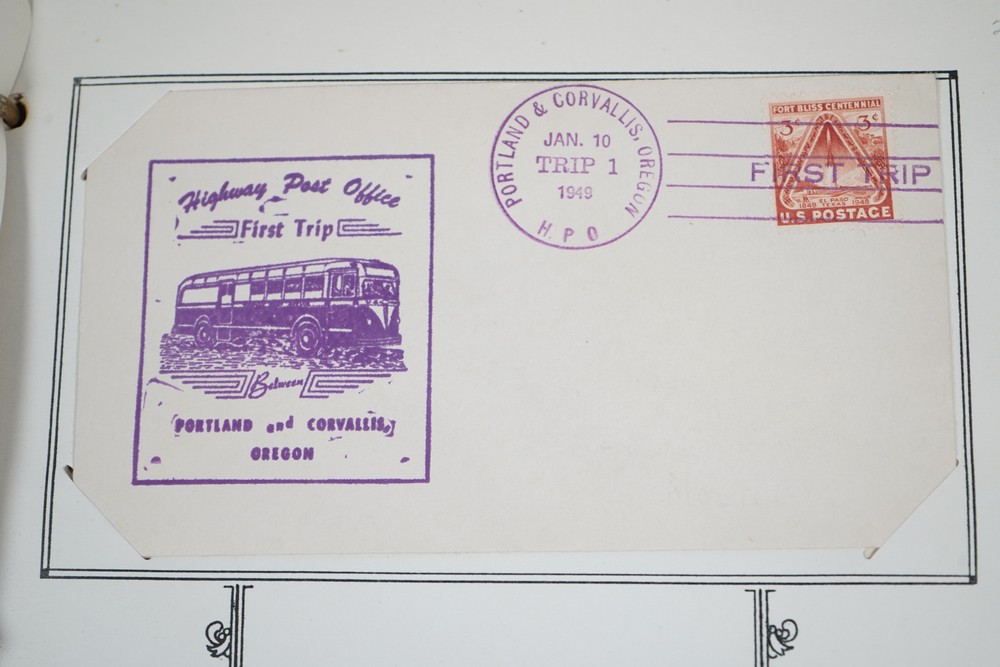 Highway Post Office
First Trip
Between
PORTLAND and CORVALLIS,
OREGON
PORTLAND & CORVALLIS, OREGON
JAN. 10
TRIP 1
1949
H. P O
FIRST TRIP
FORT BLISS CENTENNIAL
3¢ 3¢
EL PASO
1848 TEXAS 1948
U.S. POSTAGE